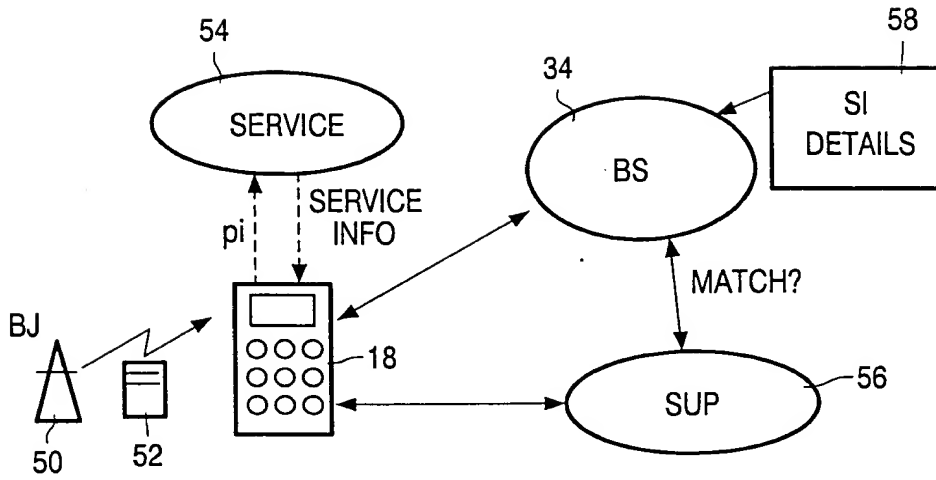 54
SERVICE
pi
SERVICE
INFO
34
BS
58
SI
DETAILS
MATCH?
BJ
50
52
18
SUP
56